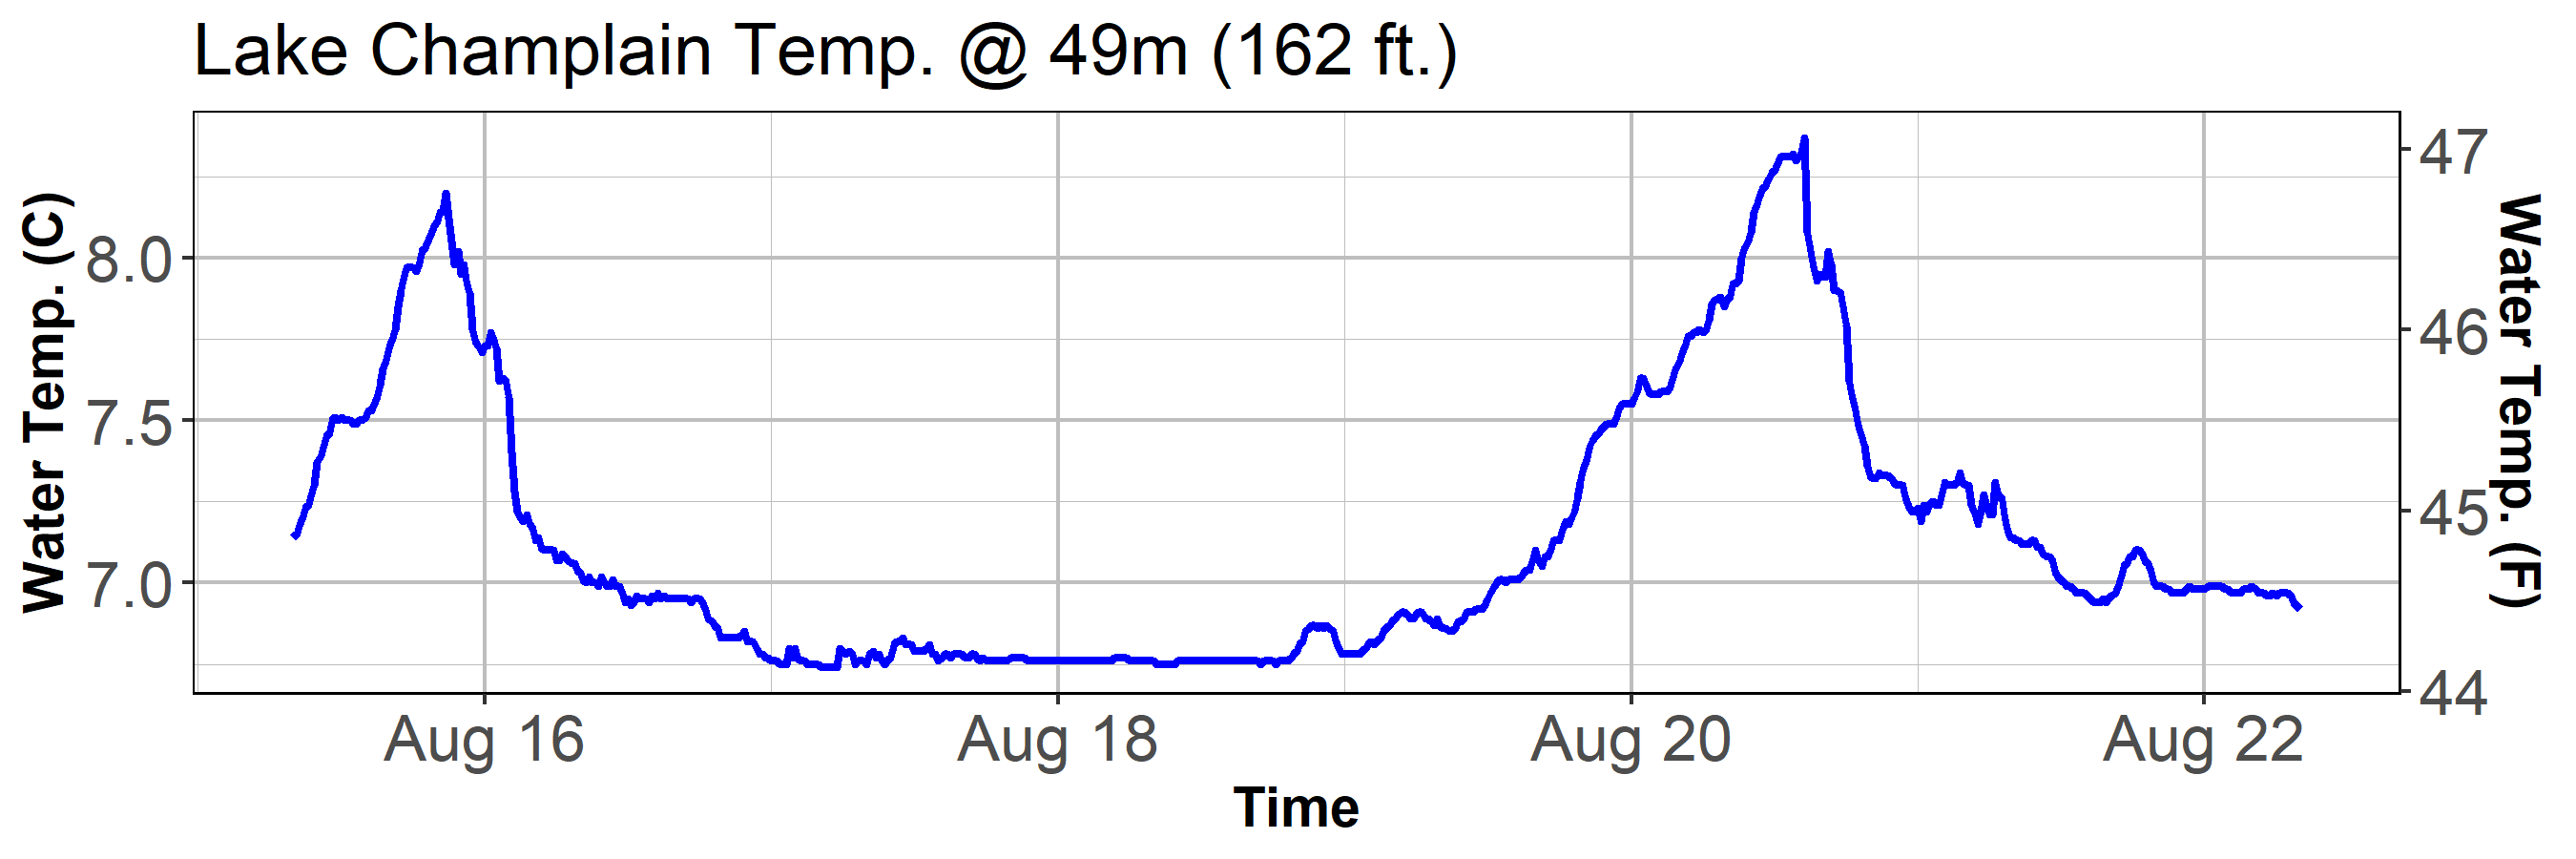 Lake Champlain Temp. @ 49m (162 ft.)
Water Temp. (C)
8.0
7.5
7.0
47
46
45
44
Water Temp. (F)
Aug 16 Aug 18 Aug 20 Aug 22
Time